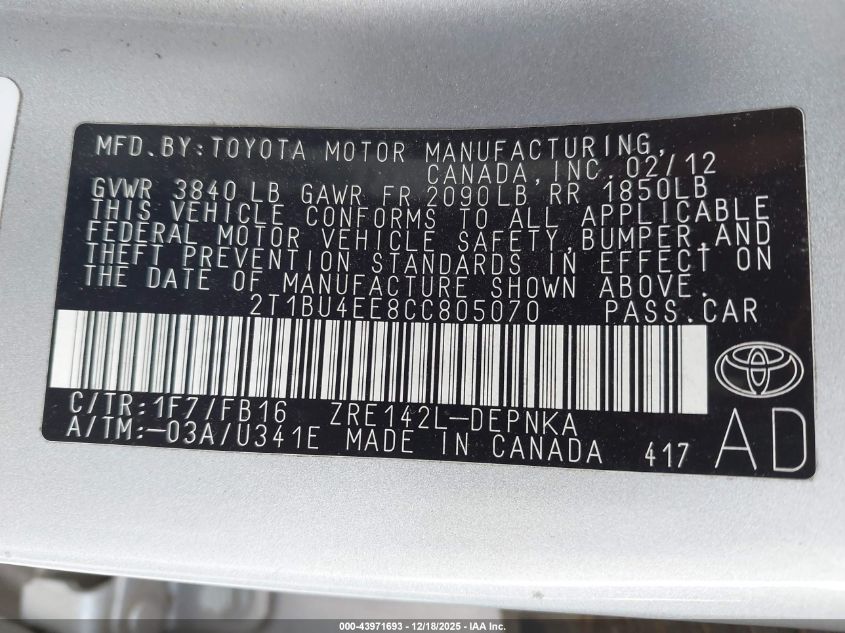 MFD.BY:TOYOTA MOTOR MANUFACTURING,
CANADA,INC. 02/12
GVWR 3840 LB GAWR FR 2090LB RR 1850LB
THIS VEHICLE CONFORMS TO ALL APPLICABLE
FEDERAL MOTOR VEHICLE SAFETY,BUMPER,AND
THEFT PREVENTION STANDARDS IN EFFECT ON
THE DATE OF MANUFACTURE SHOWN ABOVE.
2T1BU4EE8CC805070 PASS.CAR
C/TR:1F7/FB16 ZRE142L-DEPNKA
A/TM:-03A/U341E MADE IN CANADA 417 AD
000-43971693 - 12/18/2025 - IAA Inc.